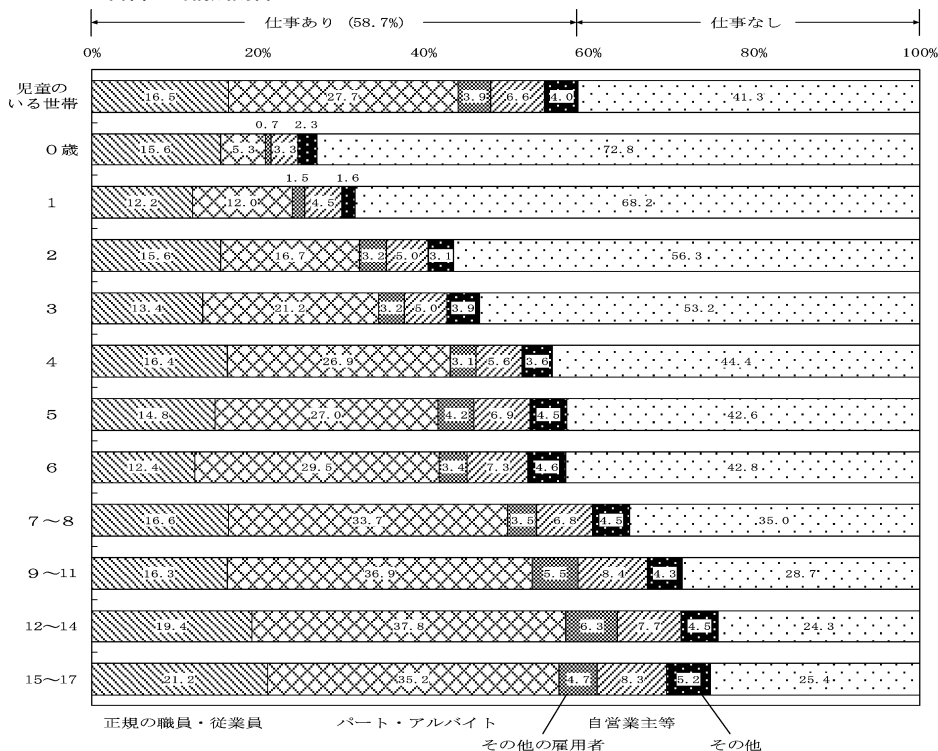 仕事あり (58.7%)　仕事なし
0%　20%　40%　60%　80%　100%
児童の
いる世帯　16.5　27.7　3.9　6.6　4.0　41.3
0.7　2.3
0歳　15.6　5.3　3.3　72.8
1.5　1.6
1　12.2　12.0　4.5　68.2
2　15.6　16.7　3.2　5.0　3.1　56.3
3　13.4　21.2　3.2　5.0　3.9　53.2
4　16.4　26.9　3.1　5.6　3.6　44.4
5　14.8　27.0　4.2　6.9　4.5　42.6
6　12.4　29.5　3.4　7.3　4.6　42.8
7～8　16.6　33.7　3.5　6.8　4.5　35.0
9～11　16.3　36.9　5.5　8.4　4.3　28.7
12～14　19.4　37.8　6.3　7.7　4.5　24.3
15～17　21.2　35.2　4.7　8.3　5.2　25.4
正規の職員・従業員　パート・アルバイト　自営業主等
その他の雇用者　その他